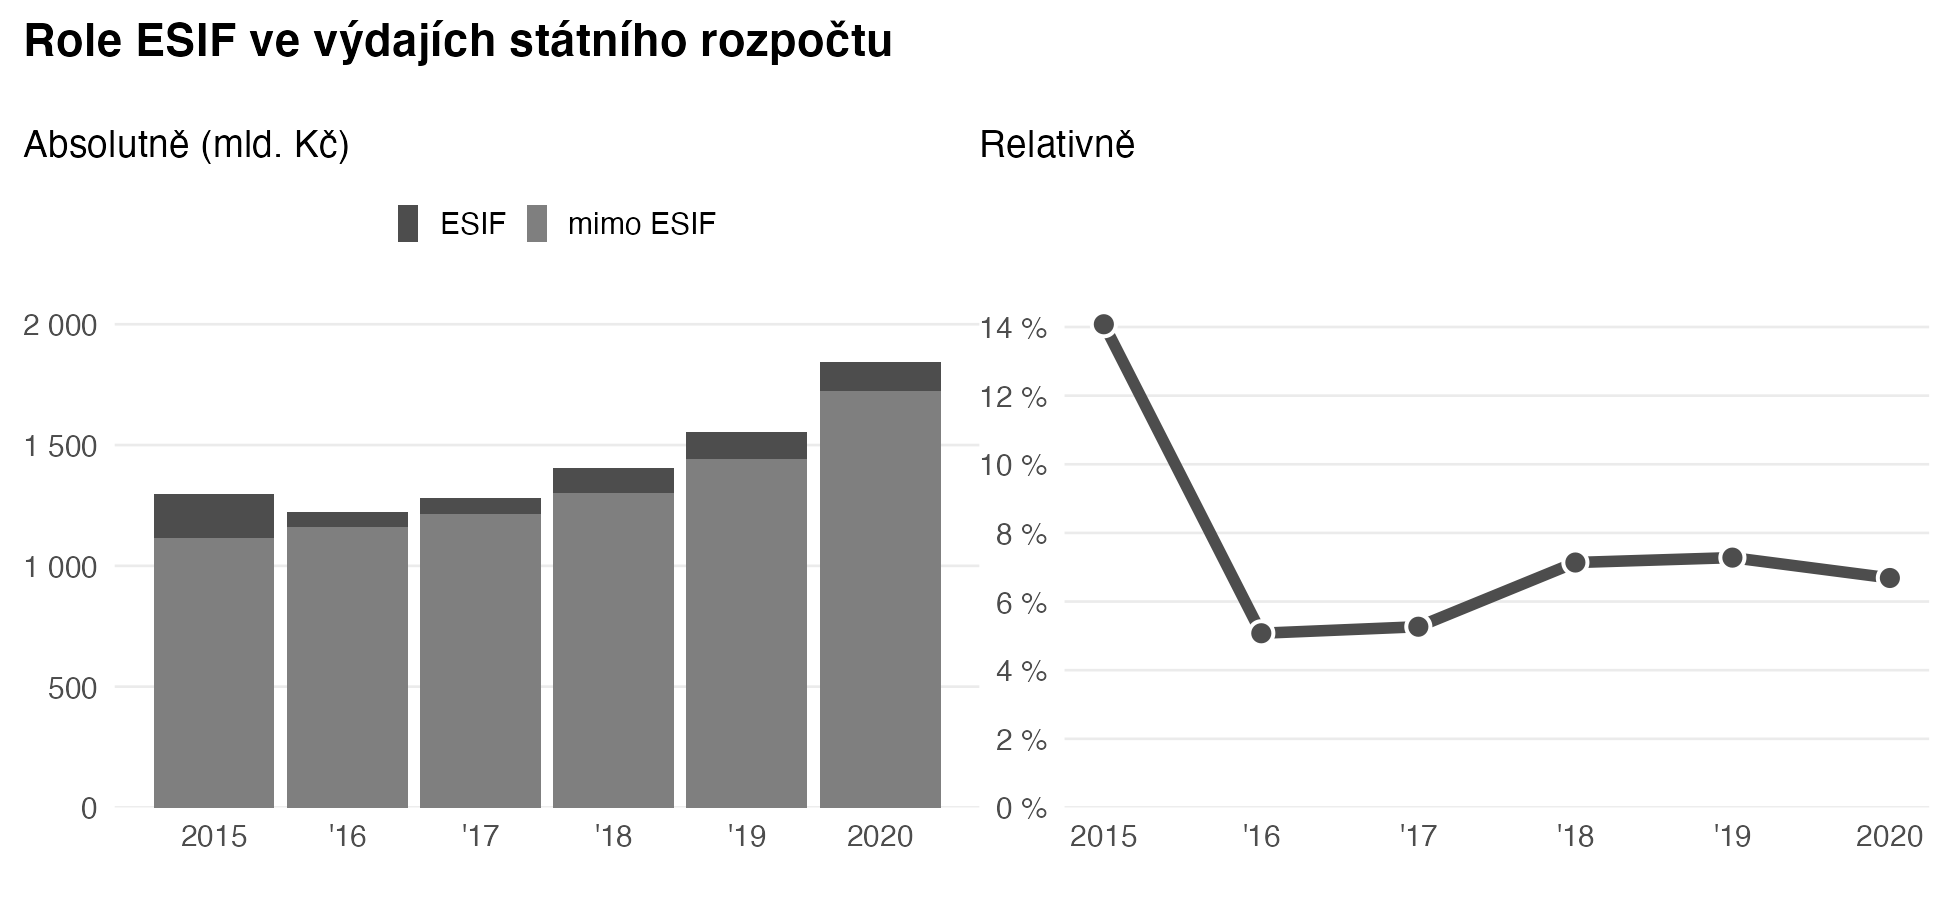 Role ESIF ve výdajích státního rozpočtu
Absolutně (mld. Kč)
ESIF mimo ESIF
2 000
1 500
1 000
500
0
2015 '16 '17 '18 '19 2020
Relativně
14 %
12 %
10 %
8 %
6 %
4 %
2 %
0 %
2015 '16 '17 '18 '19 2020